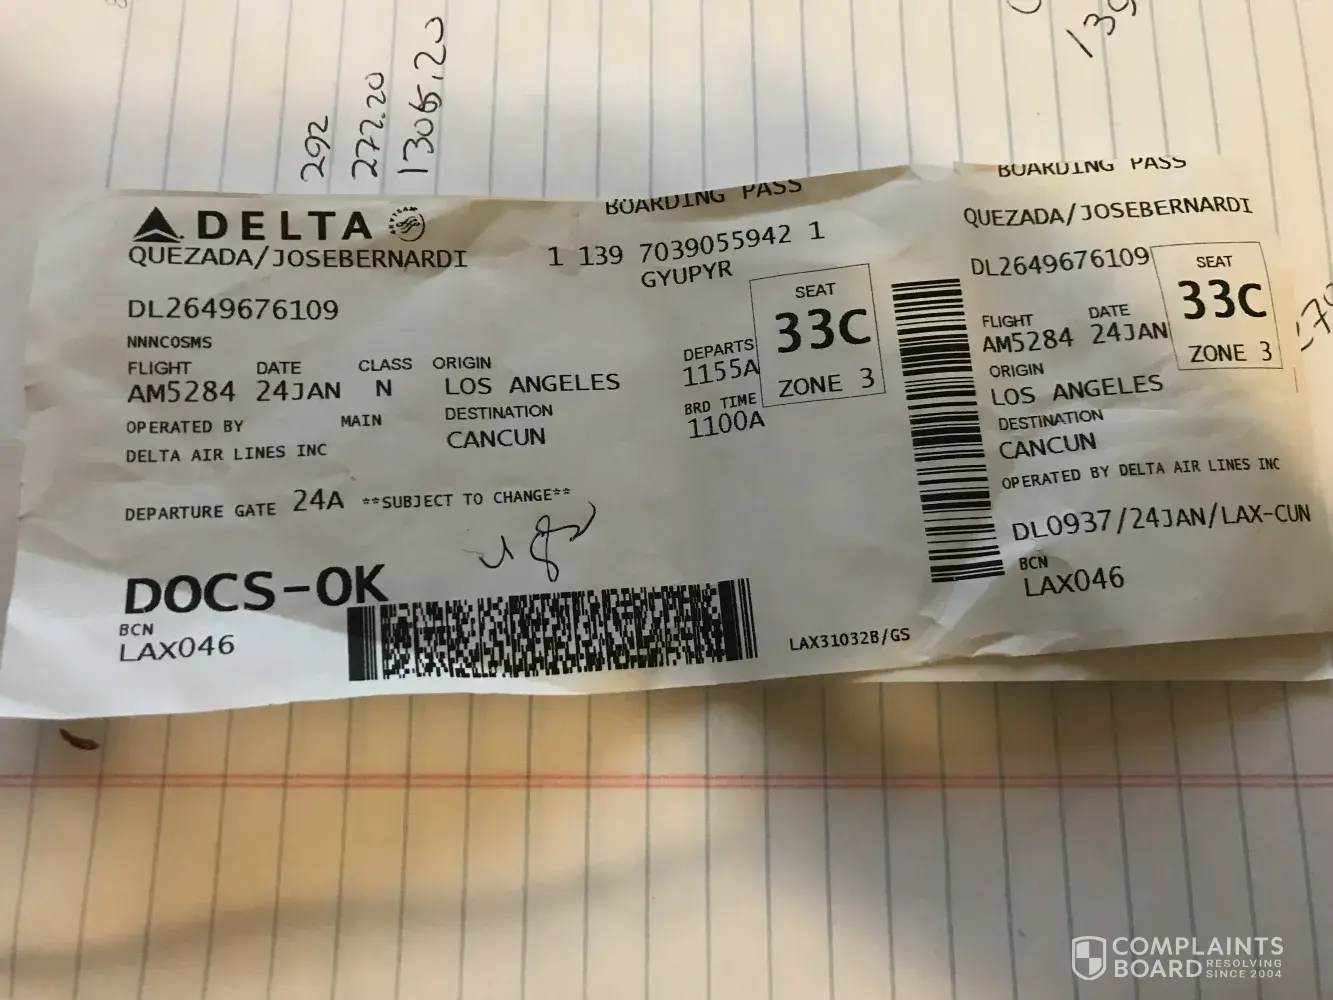 292
277.20
1306.20
139
BOARDING PASS
DELTA
QUEZADA/JOSEBERNARDI
1 139 7039055942 1
GYUPYR
DL2649676109
NNNCOSMS
FLIGHT DATE CLASS ORIGIN
AM5284 24JAN N LOS ANGELES
OPERATED BY MAIN DESTINATION
DELTA AIR LINES INC CANCUN
DEPARTS
1155A
BRD TIME
1100A
SEAT
33C
ZONE 3
DEPARTURE GATE 24A **SUBJECT TO CHANGE**
DOCS-OK
BCN
LAX046
LAX31032B/GS
BOARDING PASS
QUEZADA/JOSEBERNARDI
DL2649676109
SEAT
33C
ZONE 3
FLIGHT DATE
AM5284 24JAN
ORIGIN
LOS ANGELES
DESTINATION
CANCUN
OPERATED BY DELTA AIR LINES INC
DL0937/24JAN/LAX-CUN
BCN
LAX046
COMPLAINTS
BOARD RESOLVING
SINCE 2004